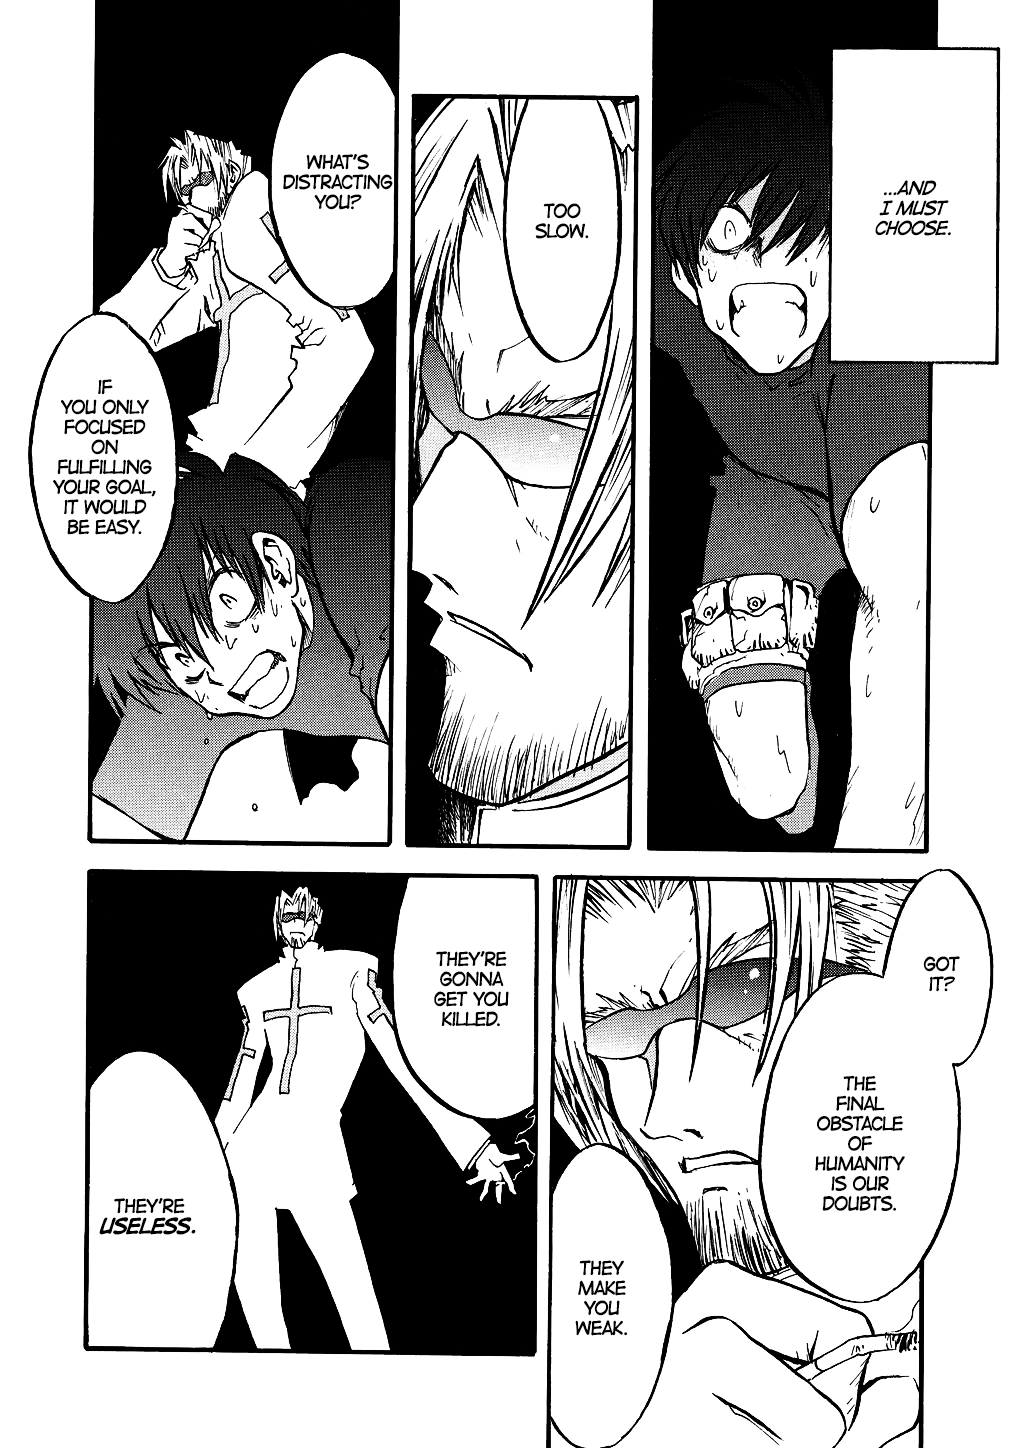 ...AND
I MUST
CHOOSE.
TOO
SLOW.
WHAT'S
DISTRACTING
YOU?
IF
YOU ONLY
FOCUSED
ON
FULFILLING
YOUR GOAL,
IT WOULD
BE EASY.
GOT
IT?
THE
FINAL
OBSTACLE
OF
HUMANITY
IS OUR
DOUBTS.
THEY
MAKE
YOU
WEAK.
THEY'RE
GONNA
GET YOU
KILLED.
THEY'RE
USELESS.